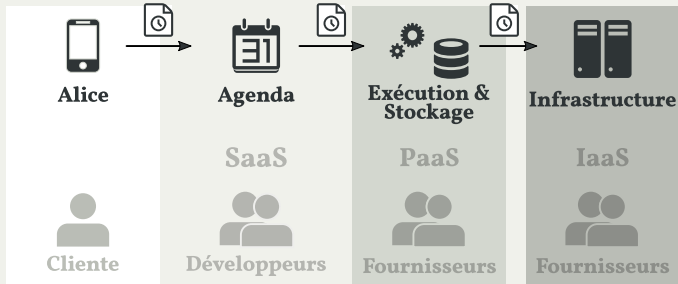 31
Alice
Agenda
Exécution &
Stockage
Infrastructure
SaaS
PaaS
IaaS
Cliente
Développeurs
Fournisseurs
Fournisseurs